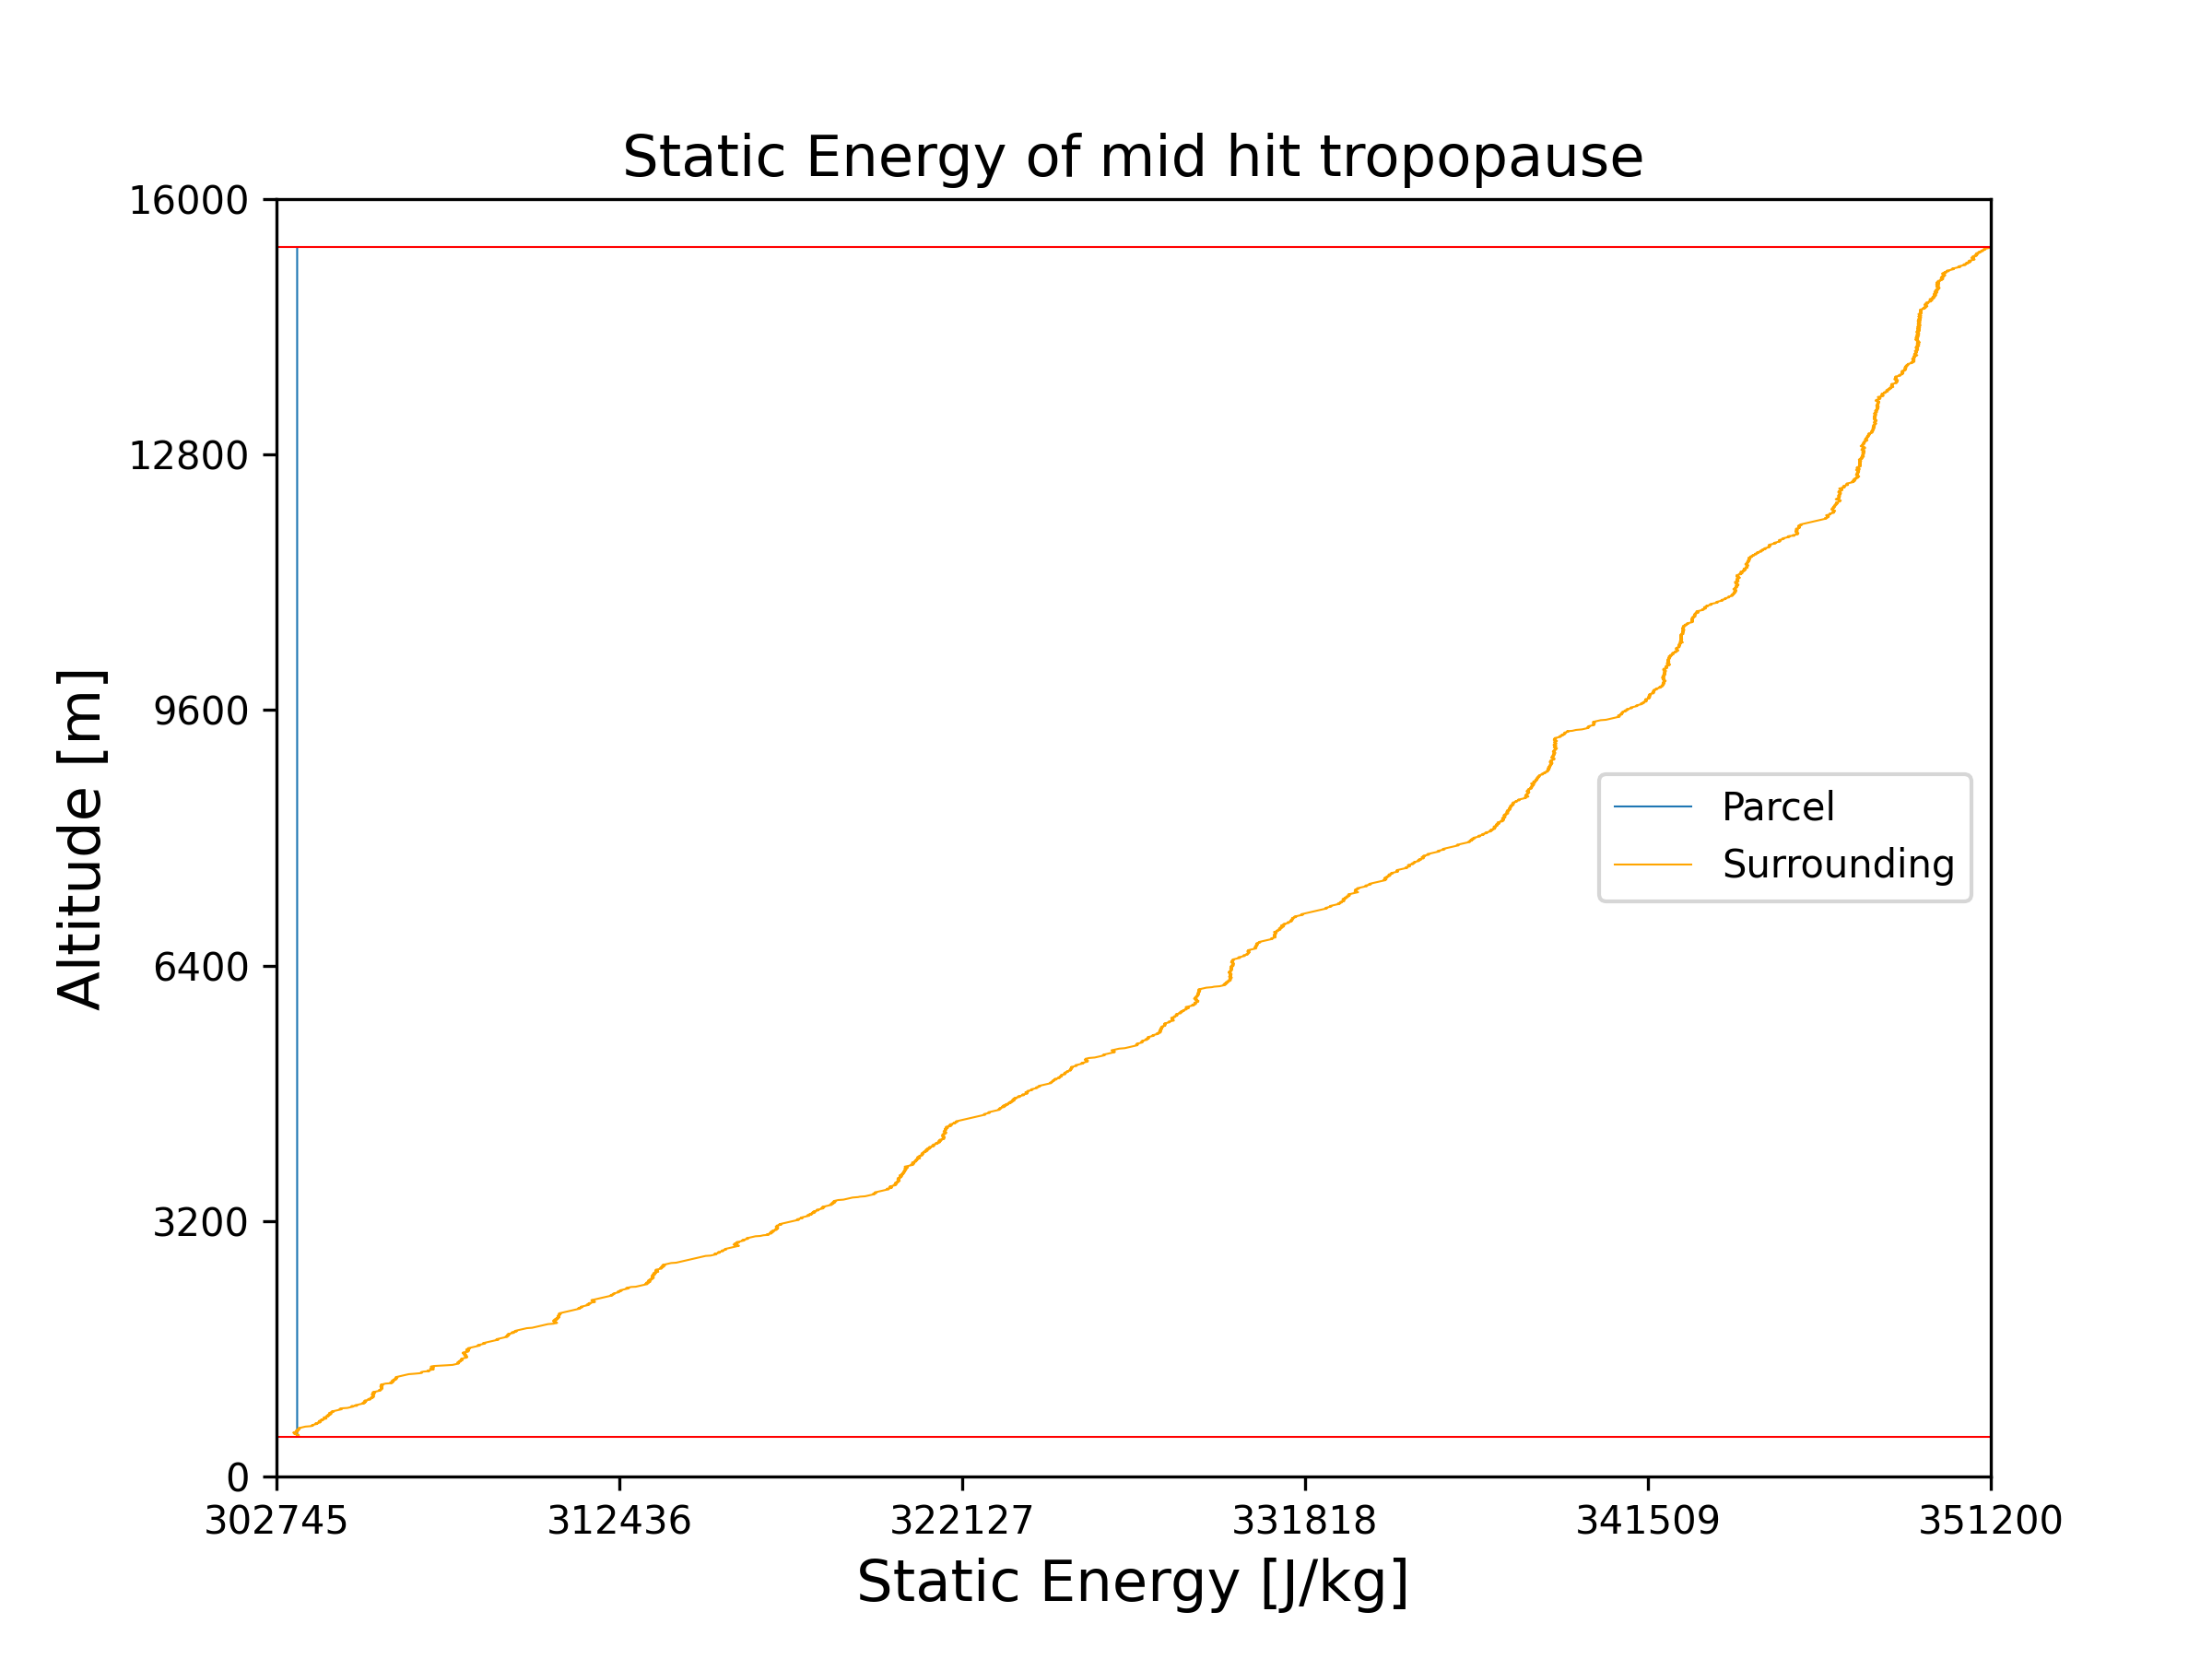 Static Energy of mid hit tropopause
16000
12800
9600
6400
3200
0
Altitude [m]
Parcel
Surrounding
302745 312436 322127 331818 341509 351200
Static Energy [J/kg]